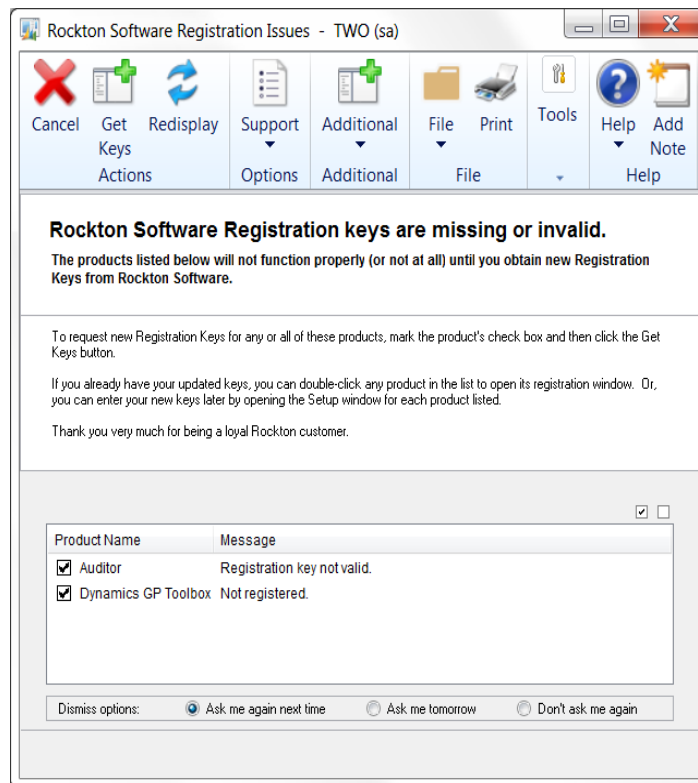 Rockton Software Registration Issues - TWO (sa)
Cancel Get Keys Redisplay Support Additional File Print Tools Help Add Note
Actions Options Additional File Help
Rockton Software Registration keys are missing or invalid.
The products listed below will not function properly (or not at all) until you obtain new Registration
Keys from Rockton Software.
To request new Registration Keys for any or all of these products, mark the product's check box and then click the Get
Keys button.
If you already have your updated keys, you can double-click any product in the list to open its registration window. Or,
you can enter your new keys later by opening the Setup window for each product listed.
Thank you very much for being a loyal Rockton customer.
Product Name Message
Auditor Registration key not valid.
Dynamics GP Toolbox Not registered.
Dismiss options: Ask me again next time Ask me tomorrow Don't ask me again